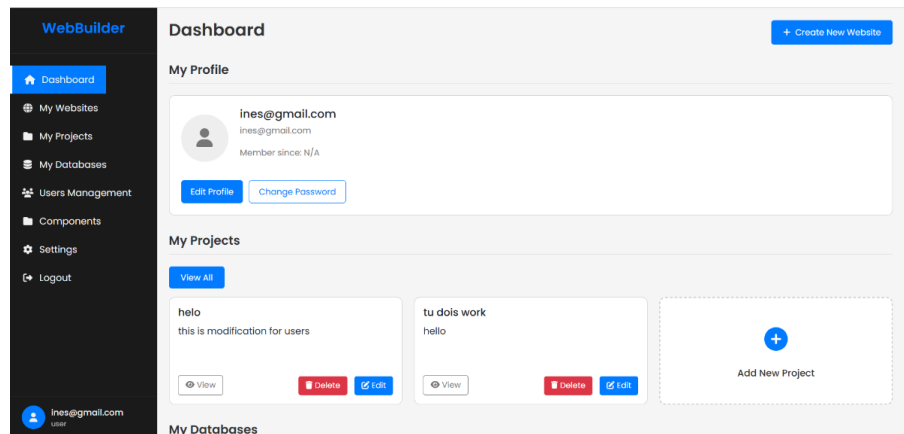 WebBuilder
Dashboard
My Websites
My Projects
My Databases
Users Management
Components
Settings
Logout
ines@gmail.com
user
Dashboard
+ Create New Website
My Profile
ines@gmail.com
ines@gmail.com
Member since: N/A
Edit Profile
Change Password
My Projects
View All
helo
this is modification for users
View
Delete
Edit
tu dois work
hello
View
Delete
Edit
Add New Project
My Databases